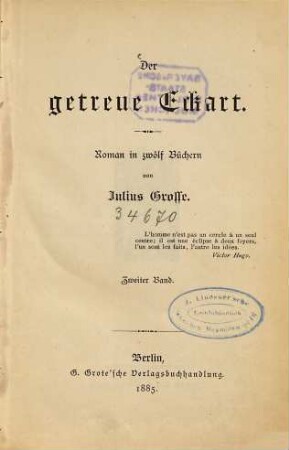 Der
getreue Eckart.
Roman in zwölf Büchern
von
Julius Grosse.
34670
L'homme n'est pas un cercle à un seul
centre; il est une éclipse à deux foyers,
l'un sont les faits, l'autre les idées.
Victor Hugo.
Zweiter Band.
Berlin,
G. Grote'sche Verlagsbuchhandlung.
1885.